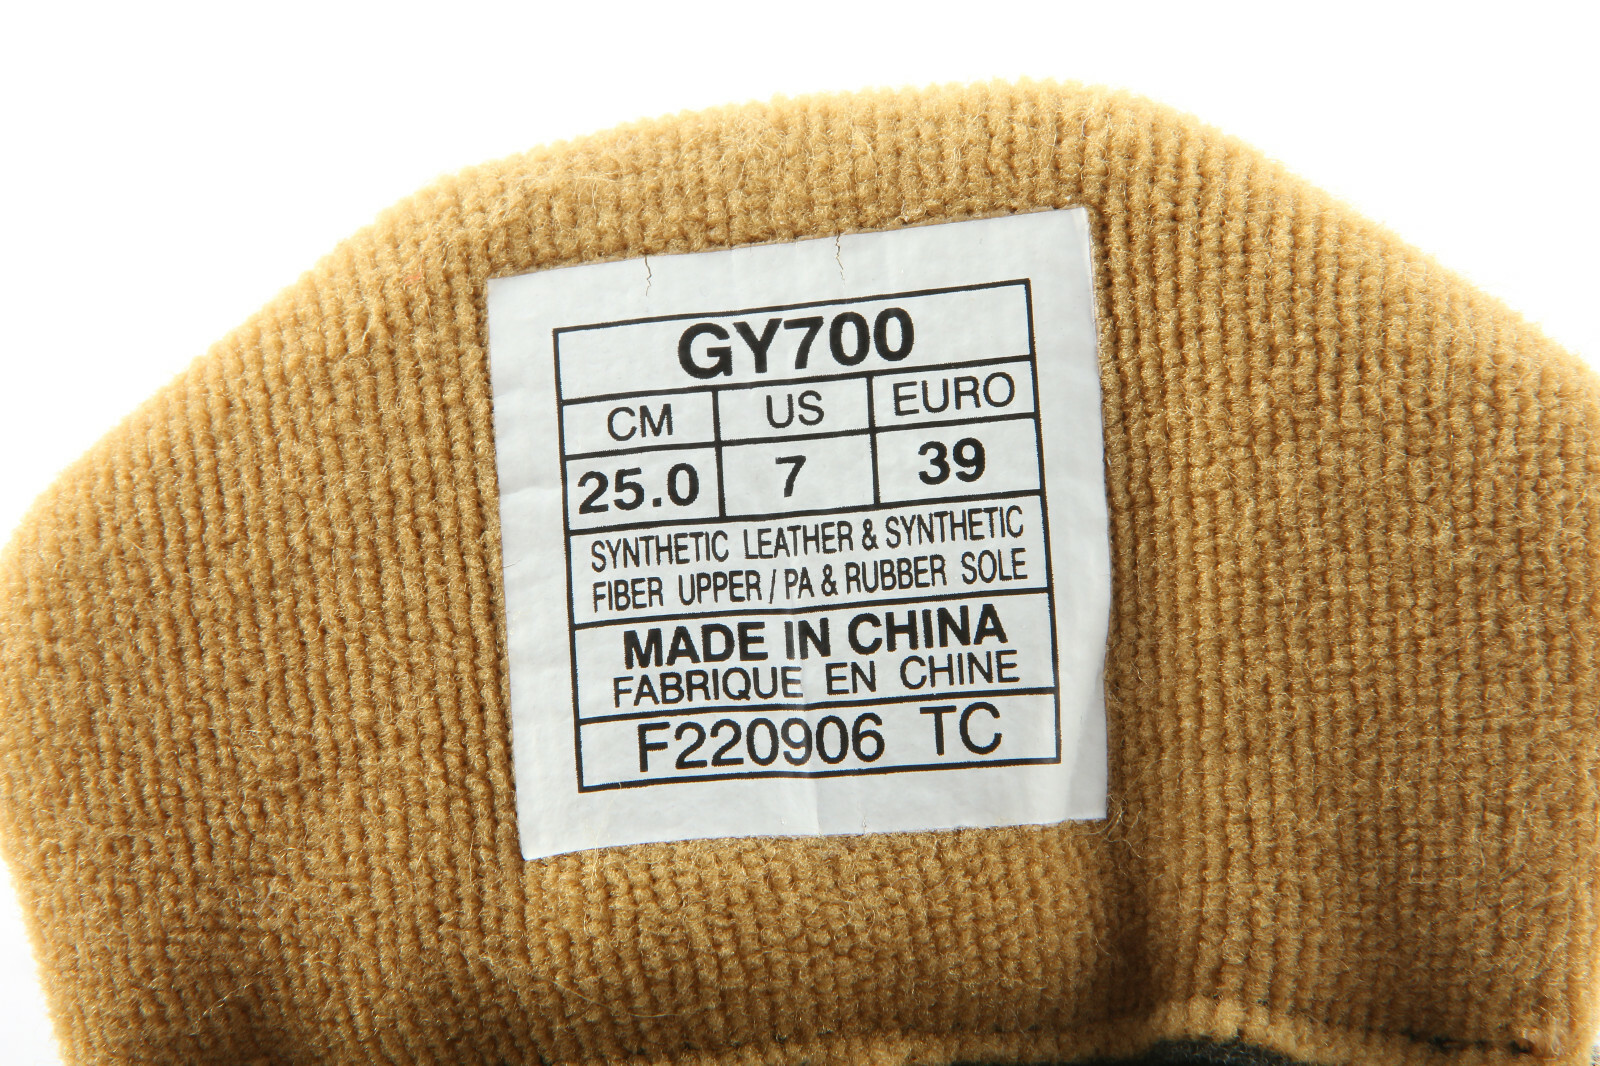 GY700
CM US EURO
25.0 7 39
SYNTHETIC LEATHER & SYNTHETIC
FIBER UPPER / PA & RUBBER SOLE
MADE IN CHINA
FABRIQUE EN CHINE
F220906 TC